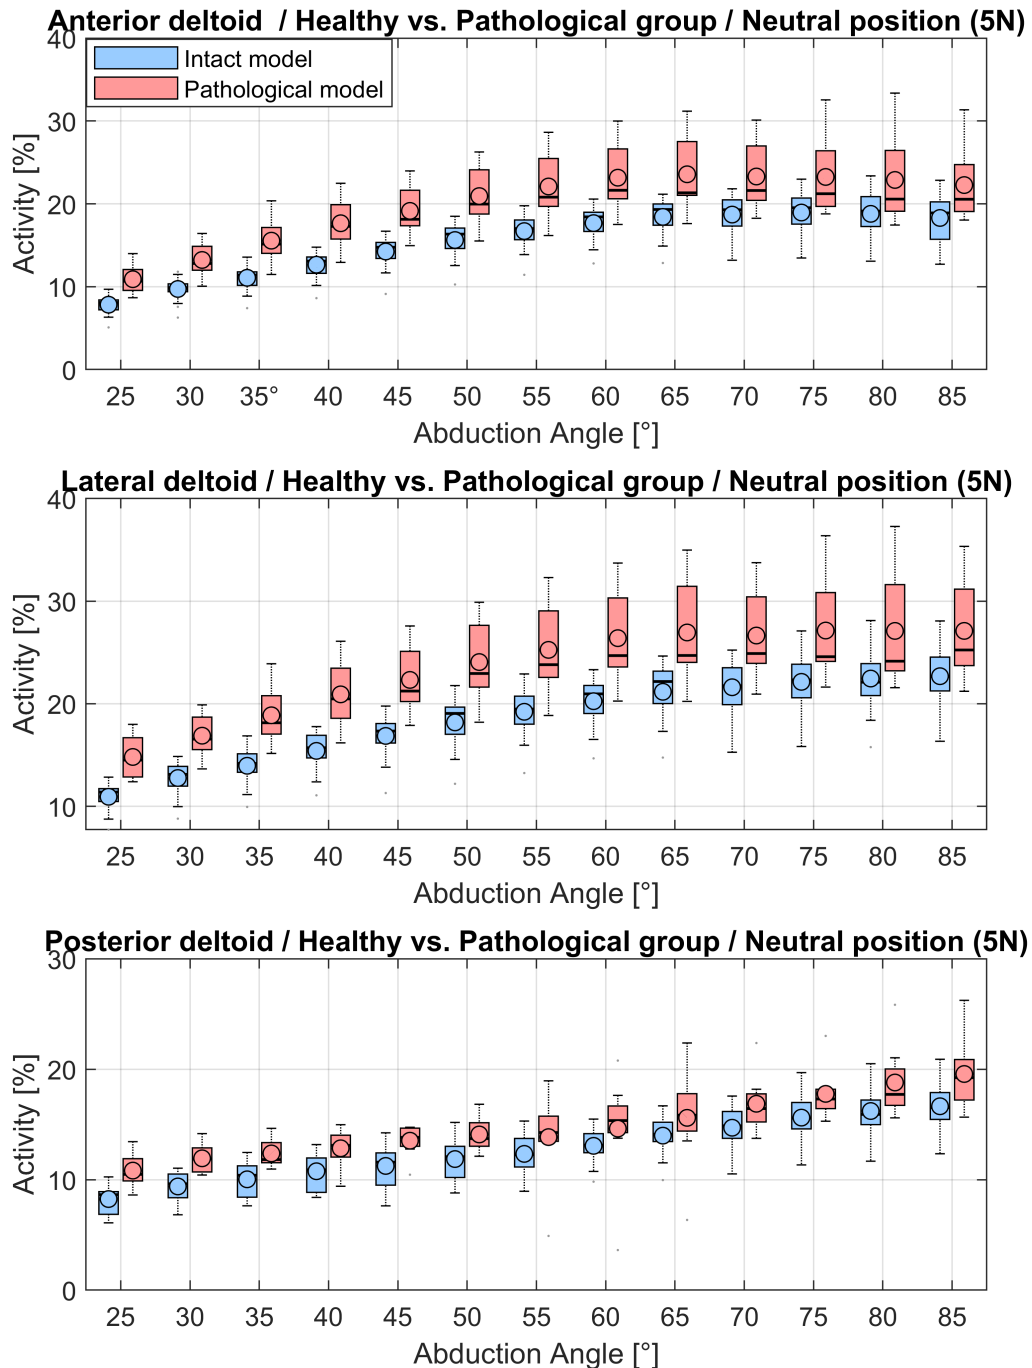 Anterior deltoid / Healthy vs. Pathological group / Neutral position (5N)
Intact model
Pathological model
Activity [%]
40
30
20
10
0
25 30 35° 40 45 50 55 60 65 70 75 80 85
Abduction Angle [°]
Lateral deltoid / Healthy vs. Pathological group / Neutral position (5N)
Activity [%]
40
30
20
10
25 30 35 40 45 50 55 60 65 70 75 80 85
Abduction Angle [°]
Posterior deltoid / Healthy vs. Pathological group / Neutral position (5N)
Activity [%]
30
20
10
0
25 30 35 40 45 50 55 60 65 70 75 80 85
Abduction Angle [°]